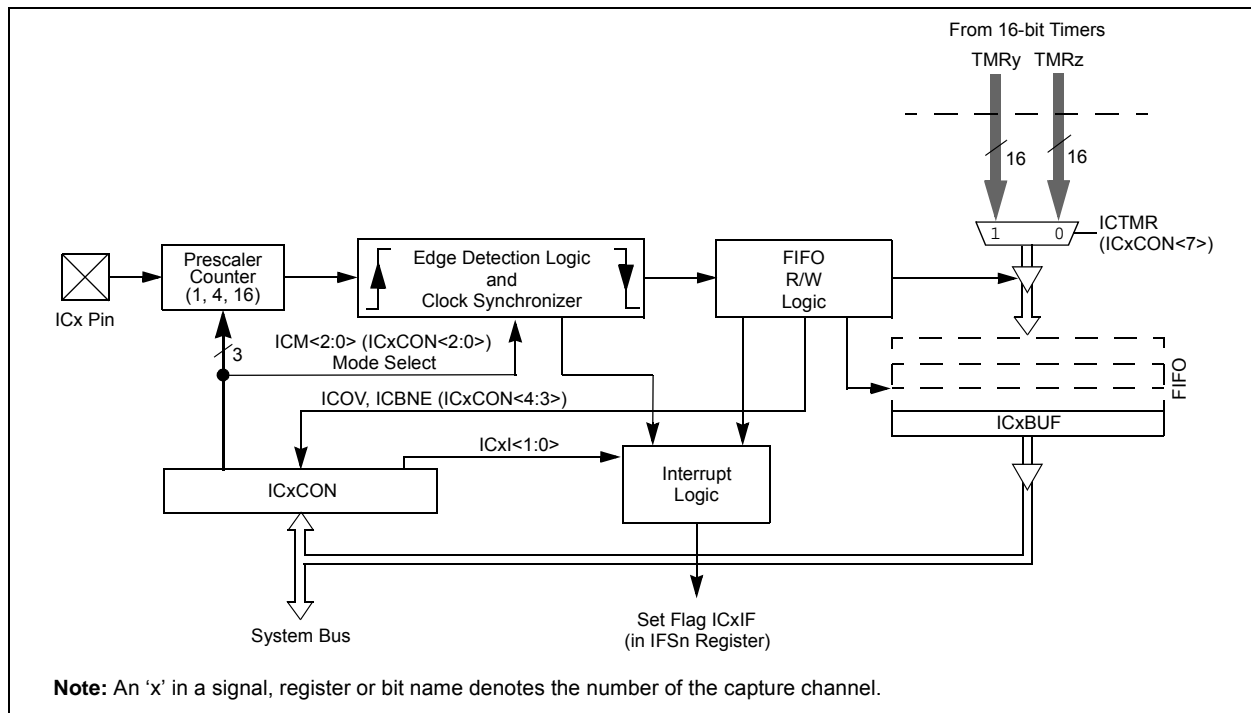 From 16-bit Timers
TMRy TMRz
16 16
1 0
ICTMR
(ICxCON<7>)
Prescaler
Counter
(1, 4, 16)
Edge Detection Logic
and
Clock Synchronizer
FIFO
R/W
Logic
ICx Pin
3
ICM<2:0> (ICxCON<2:0>)
Mode Select
FIFO
ICOV, ICBNE (ICxCON<4:3>)
ICxBUF
ICxI<1:0>
Interrupt
Logic
ICxCON
System Bus
Set Flag ICxIF
(in IFSn Register)
Note: An ‘x’ in a signal, register or bit name denotes the number of the capture channel.